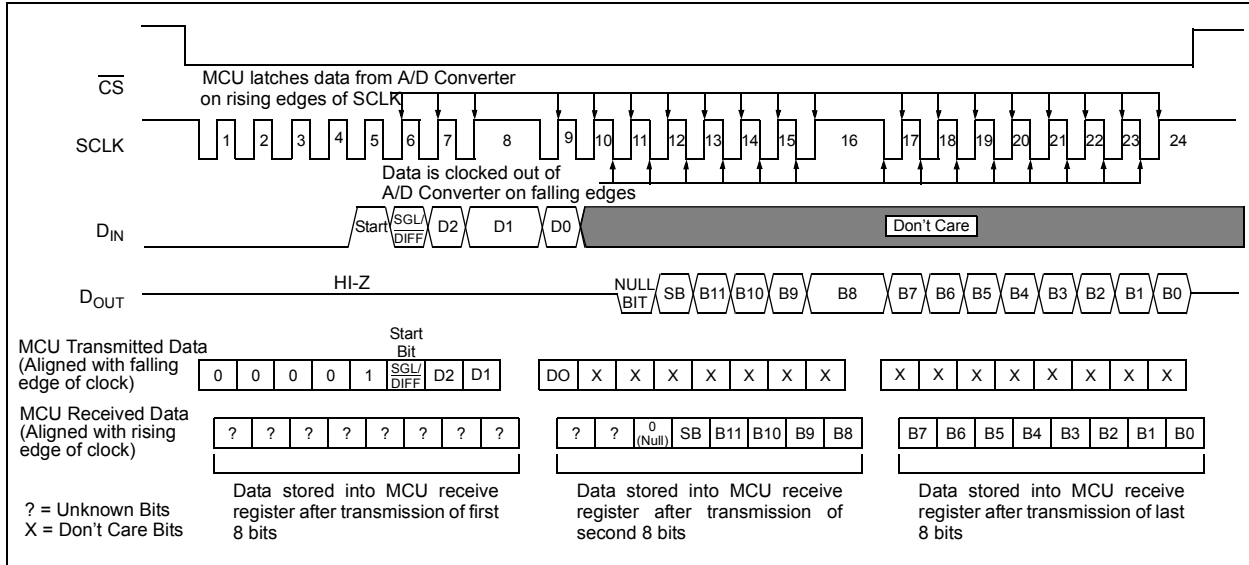 CS
MCU latches data from A/D Converter
on rising edges of SCLK
SCLK
1 2 3 4 5 6 7 8 9 10 11 12 13 14 15 16 17 18 19 20 21 22 23 24
Data is clocked out of
A/D Converter on falling edges
DIN
Start SGL/DIFF D2 D1 D0 Don't Care
HI-Z
DOUT
NULL BIT SB B11 B10 B9 B8 B7 B6 B5 B4 B3 B2 B1 B0
MCU Transmitted Data
(Aligned with falling
edge of clock)
Start
Bit
0 0 0 0 1 SGL/DIFF D2 D1 DO X X X X X X X X X X X X X X X
MCU Received Data
(Aligned with rising
edge of clock)
? ? ? ? ? ? ? ? ? ? 0 (Null) SB B11 B10 B9 B8 B7 B6 B5 B4 B3 B2 B1 B0
? = Unknown Bits
X = Don't Care Bits
Data stored into MCU receive
register after transmission of first
8 bits
Data stored into MCU receive
register after transmission of
second 8 bits
Data stored into MCU receive
register after transmission of last
8 bits